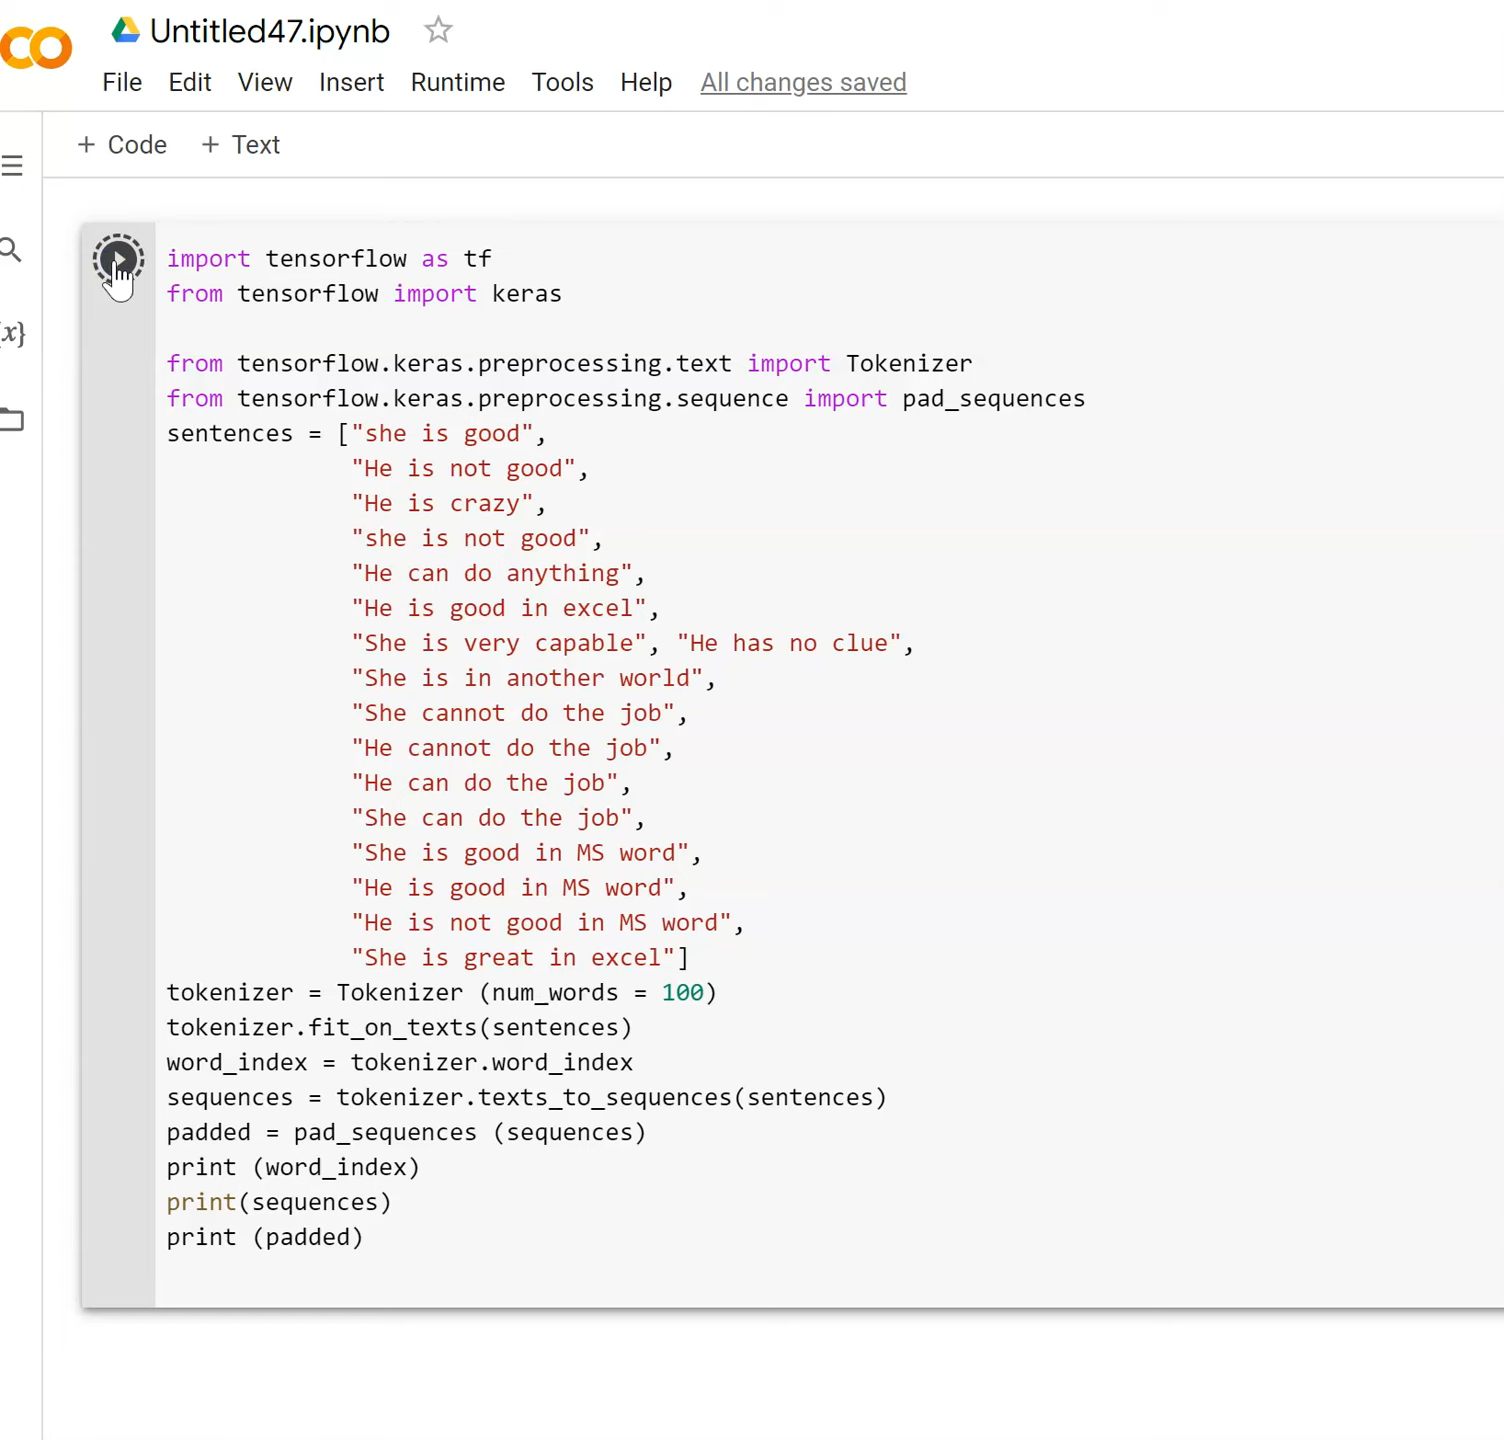 Untitled47.ipynb
File Edit View Insert Runtime Tools Help All changes saved
+ Code + Text
import tensorflow as tf
from tensorflow import keras
{x}
from tensorflow.keras.preprocessing.text import Tokenizer
from tensorflow.keras.preprocessing.sequence import pad_sequences
sentences = ["she is good",
"He is not good",
"He is crazy",
"she is not good",
"He can do anything",
"He is good in excel",
"She is very capable", "He has no clue",
"She is in another world",
"She cannot do the job",
"He cannot do the job",
"He can do the job",
"She can do the job",
"She is good in MS word",
"He is good in MS word",
"He is not good in MS word",
"She is great in excel"]
tokenizer = Tokenizer (num_words = 100)
tokenizer.fit_on_texts(sentences)
word_index = tokenizer.word_index
sequences = tokenizer.texts_to_sequences(sentences)
padded = pad_sequences (sequences)
print (word_index)
print(sequences)
print (padded)